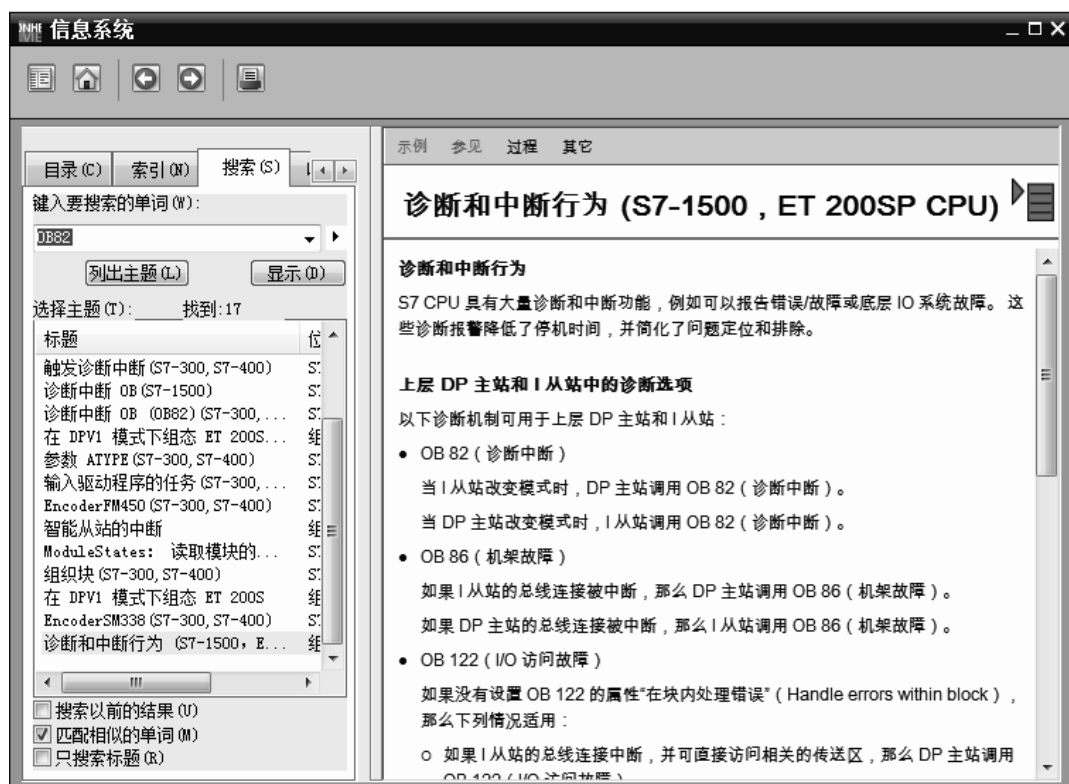 信息系统
目录(C) 索引(N) 搜索(S)
键入要搜索的单词(W):
OB82
列出主题(L) 显示(D)
选择主题(T): 找到:17
标题 位
触发诊断中断(S7-300,S7-400) S7
诊断中断 OB(S7-1500) S7
诊断中断 OB (OB82)(S7-300,... S7
在 DPV1 模式下组态 ET 200S... 组
参数 ATYPE(S7-300,S7-400) S7
输入驱动程序的任务(S7-300,... S7
EncoderFM450(S7-300,S7-400) S7
智能从站的中断 组
ModuleStates: 读取模块的... S7
组织块(S7-300,S7-400) S7
在 DPV1 模式下组态 ET 200S 组
EncoderSM338(S7-300,S7-400) S7
诊断和中断行为 (S7-1500, E... 组
搜索以前的结果(U)
匹配相似的单词(M)
只搜索标题(R)
示例 参见 过程 其它
诊断和中断行为 (S7-1500 , ET 200SP CPU)
诊断和中断行为
S7 CPU 具有大量诊断和中断功能，例如可以报告错误/故障或底层 IO 系统故障。 这
些诊断报警降低了停机时间，并简化了问题定位和排除。
上层 DP 主站和 I 从站中的诊断选项
以下诊断机制可用于上层 DP 主站和 I 从站：
• OB 82（诊断中断）
当 I 从站改变模式时，DP 主站调用 OB 82（诊断中断）。
当 DP 主站改变模式时，I 从站调用 OB 82（诊断中断）。
• OB 86（机架故障）
如果 I 从站的总线连接被中断，那么 DP 主站调用 OB 86（机架故障）。
如果 DP 主站的总线连接被中断，那么 I 从站调用 OB 86（机架故障）。
• OB 122（I/O 访问故障）
如果没有设置 OB 122 的属性“在块内处理错误”（Handle errors within block），
那么下列情况适用：
○ 如果 I 从站的总线连接中断，并可直接访问相关的传送区，那么 DP 主站调用
OB 122（I/O 访问故障）